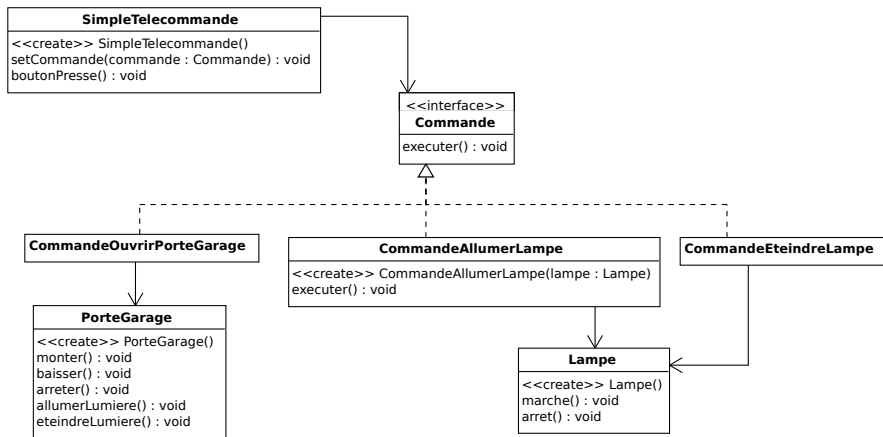 SimpleTelecommande
<<create>> SimpleTelecommande()
setCommande(commande : Commande) : void
boutonPresse() : void
<<interface>>
Commande
executer() : void
CommandeOuvrirPorteGarage
CommandeAllumerLampe
<<create>> CommandeAllumerLampe(lampe : Lampe)
executer() : void
CommandeEteindreLampe
PorteGarage
<<create>> PorteGarage()
monter() : void
baisser() : void
arreter() : void
allumerLumiere() : void
eteindreLumiere() : void
Lampe
<<create>> Lampe()
marche() : void
arret() : void